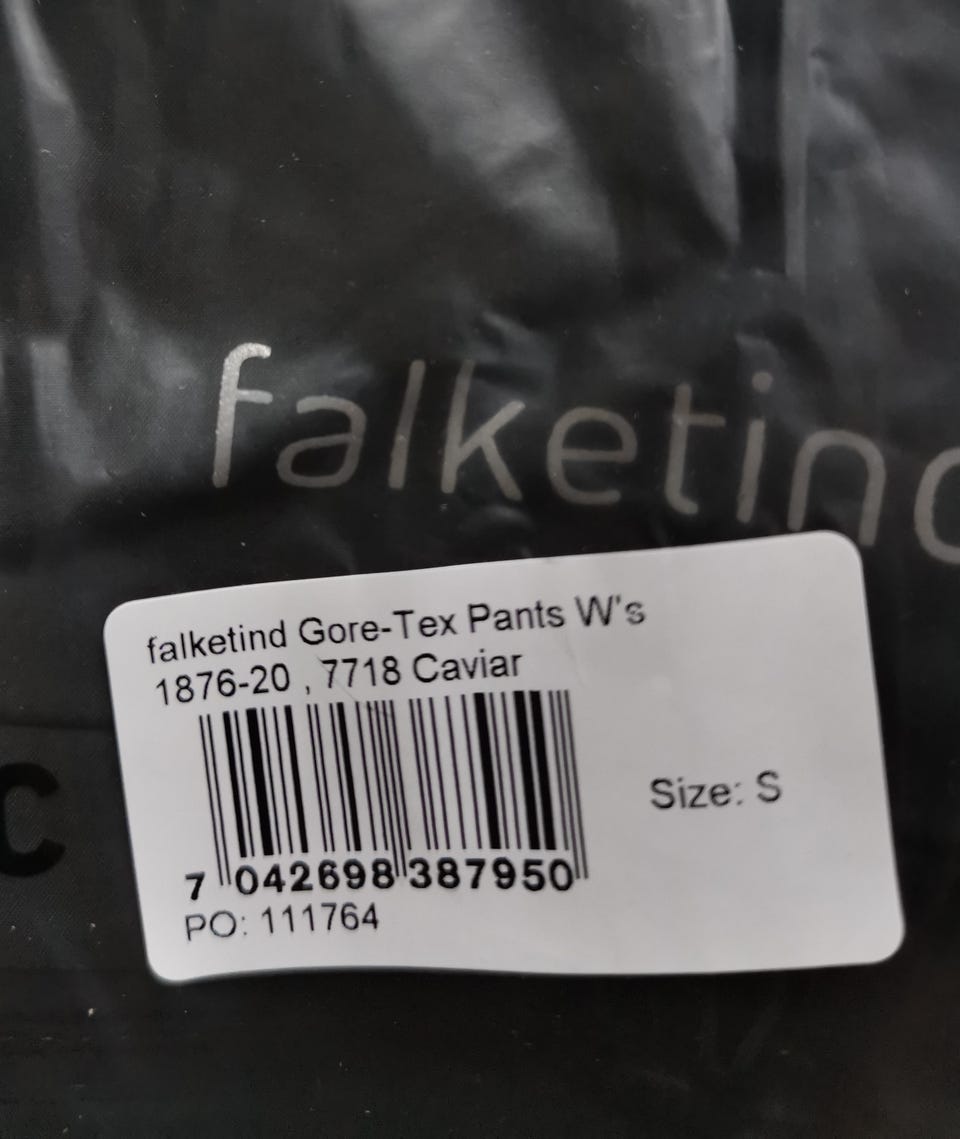 falketind
falketind Gore-Tex Pants W's
1876-20 , 7718 Caviar
Size: S
7 042698 387950
PO: 111764
c